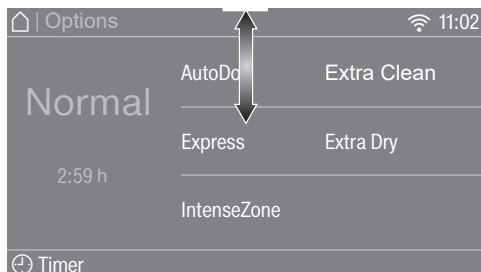 | Options 11:02
AutoDo Extra Clean
Normal
Express Extra Dry
2:59 h
IntenseZone
Timer